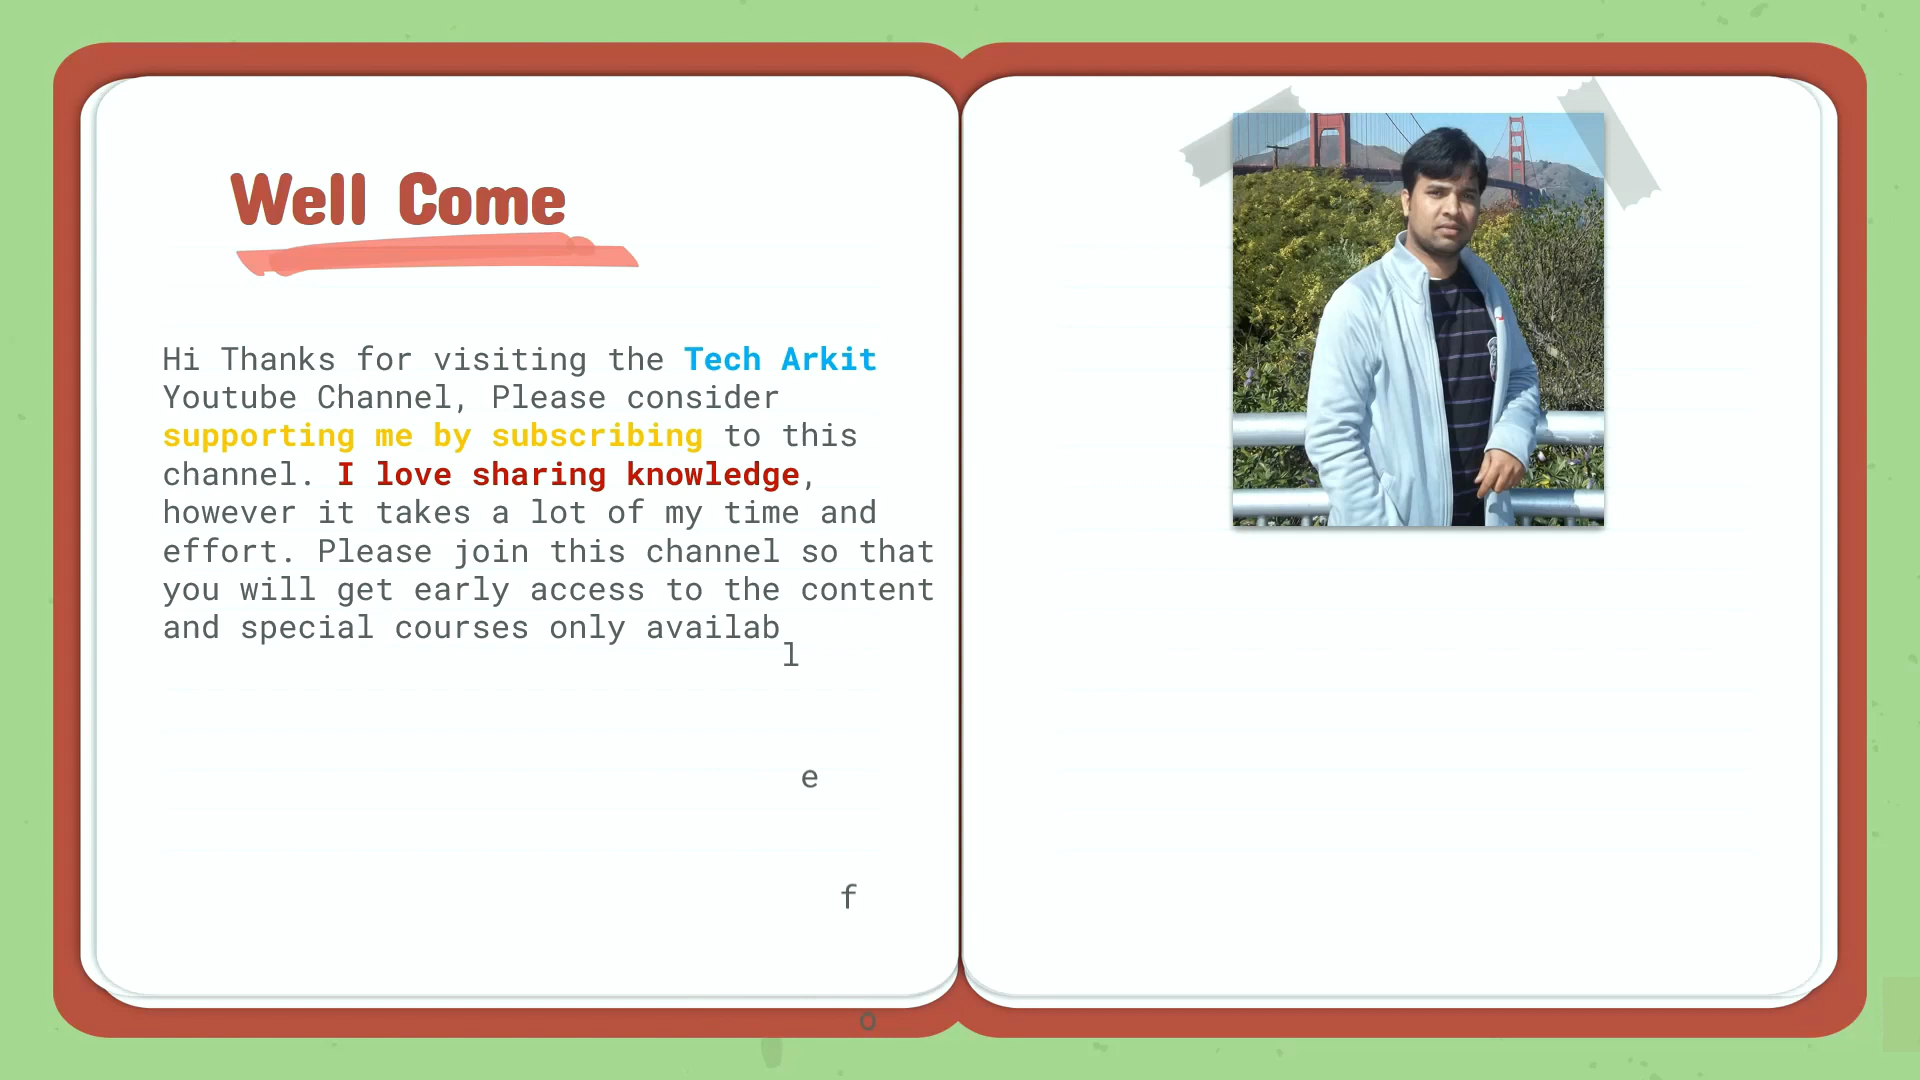 Well Come
Hi Thanks for visiting the Tech Arkit
Youtube Channel, Please consider
supporting me by subscribing to this
channel. I love sharing knowledge,
however it takes a lot of my time and
effort. Please join this channel so that
you will get early access to the content
and special courses only availab
l
e
f
o